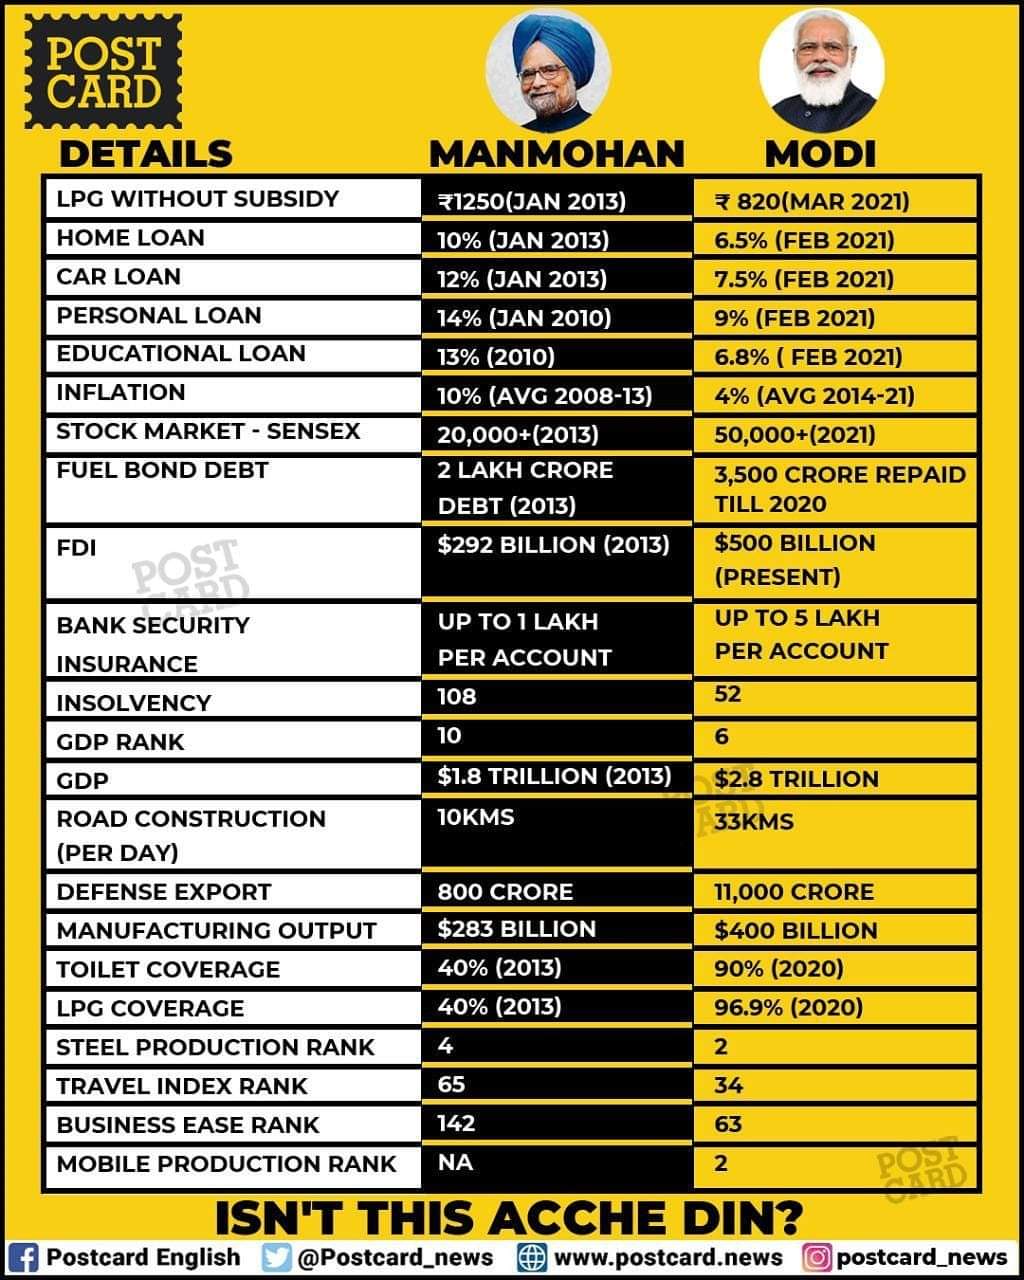 POST
CARD
DETAILS MANMOHAN MODI
LPG WITHOUT SUBSIDY ₹1250(JAN 2013) ₹ 820(MAR 2021)
HOME LOAN 10% (JAN 2013) 6.5% (FEB 2021)
CAR LOAN 12% (JAN 2013) 7.5% (FEB 2021)
PERSONAL LOAN 14% (JAN 2010) 9% (FEB 2021)
EDUCATIONAL LOAN 13% (2010) 6.8% ( FEB 2021)
INFLATION 10% (AVG 2008-13) 4% (AVG 2014-21)
STOCK MARKET - SENSEX 20,000+(2013) 50,000+(2021)
FUEL BOND DEBT 2 LAKH CRORE 3,500 CRORE REPAID
DEBT (2013) TILL 2020
FDI $292 BILLION (2013) $500 BILLION
(PRESENT)
POST
CARD
BANK SECURITY UP TO 1 LAKH UP TO 5 LAKH
INSURANCE PER ACCOUNT PER ACCOUNT
INSOLVENCY 108 52
GDP RANK 10 6
GDP $1.8 TRILLION (2013) $2.8 TRILLION
POST
CARD
ROAD CONSTRUCTION 10KMS 33KMS
(PER DAY)
DEFENSE EXPORT 800 CRORE 11,000 CRORE
MANUFACTURING OUTPUT $283 BILLION $400 BILLION
TOILET COVERAGE 40% (2013) 90% (2020)
LPG COVERAGE 40% (2013) 96.9% (2020)
STEEL PRODUCTION RANK 4 2
TRAVEL INDEX RANK 65 34
BUSINESS EASE RANK 142 63
MOBILE PRODUCTION RANK NA 2
POST
CARD
ISN'T THIS ACCHE DIN?
Postcard English @Postcard_news www.postcard.news postcard_news